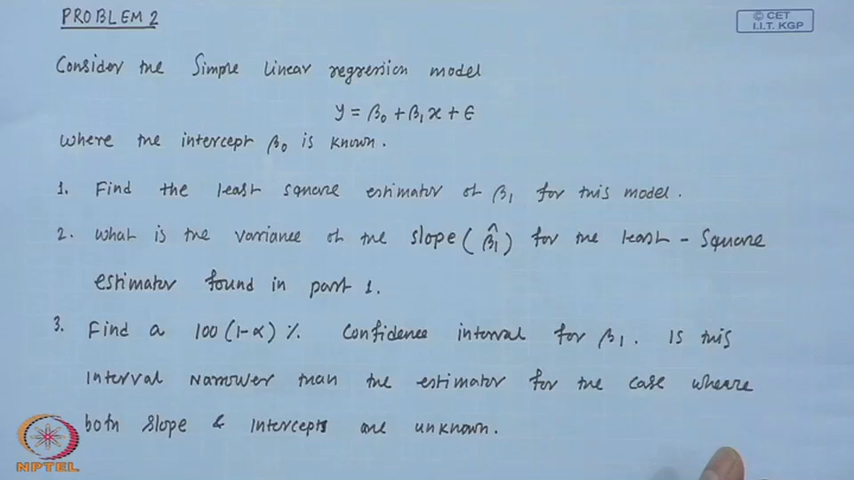 PROBLEM 2
© CET
I.I.T. KGP
Consider the Simple linear regression model
y = β₀ + β₁x + ϵ
where the intercept β₀ is known.
1. Find the least square estimator of β₁ for this model.
2. What is the variance of the slope (β̂₁) for the least-square
estimator found in part 1.
3. Find a 100(1-α)% Confidence interval for β₁. Is this
interval narrower than the estimator for the case wheare
both slope & intercepts are unknown.
NPTEL